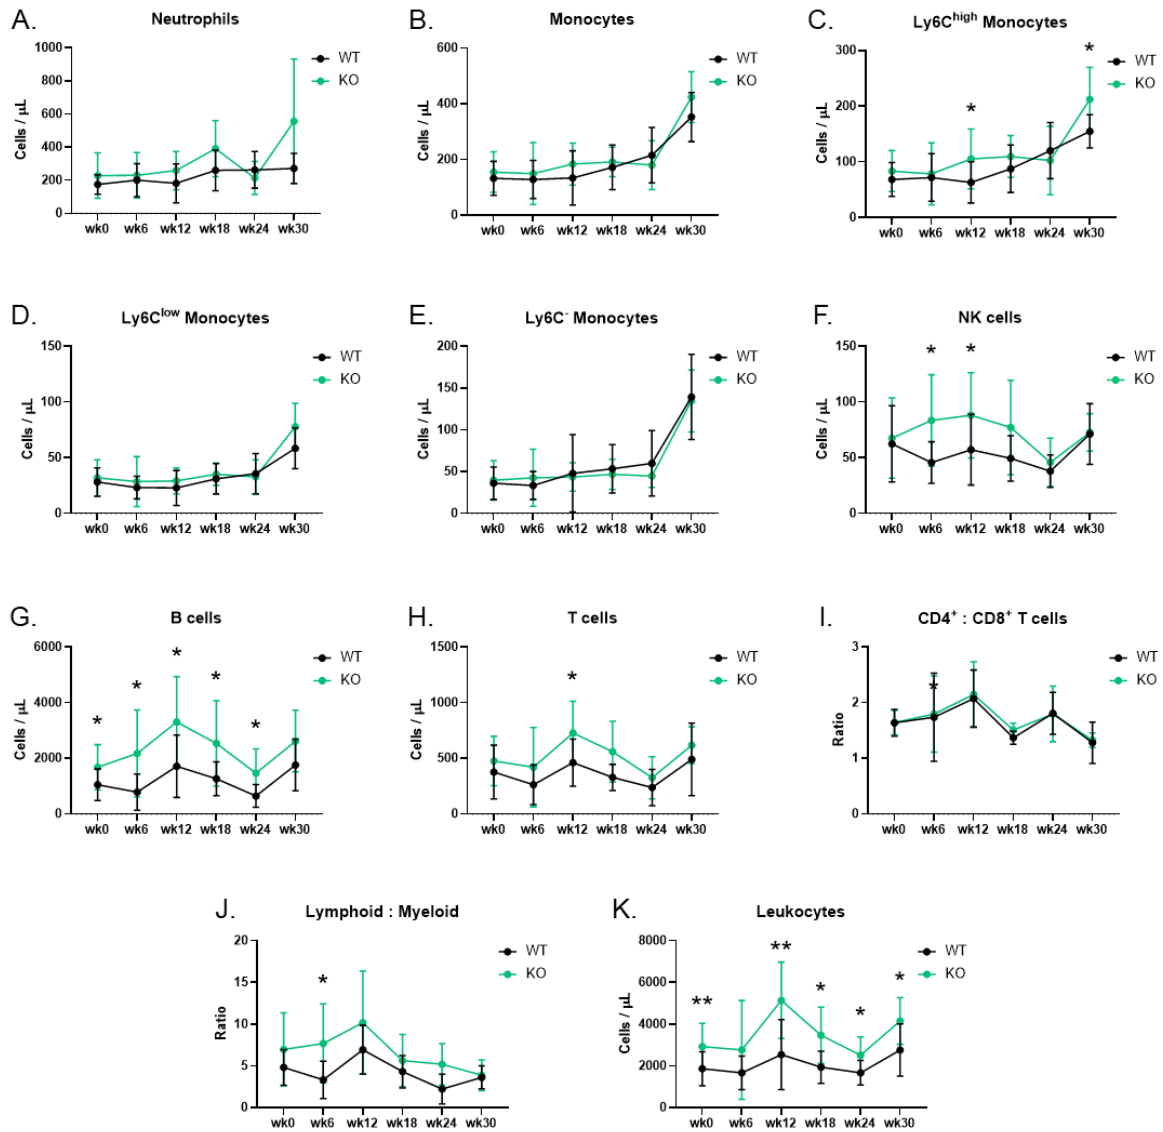 A.
Neutrophils
Cells / μL
1000
800
600
400
200
0
wk0 wk6 wk12 wk18 wk24 wk30
WT
KO
B.
Monocytes
Cells / μL
600
400
200
0
wk0 wk6 wk12 wk18 wk24 wk30
WT
KO
C.
Ly6Chigh Monocytes
Cells / μL
300
200
100
0
* *
wk0 wk6 wk12 wk18 wk24 wk30
WT
KO
D.
Ly6Clow Monocytes
Cells / μL
150
100
50
0
wk0 wk6 wk12 wk18 wk24 wk30
WT
KO
E.
Ly6C- Monocytes
Cells / μL
200
150
100
50
0
wk0 wk6 wk12 wk18 wk24 wk30
WT
KO
F.
NK cells
Cells / μL
150
100
50
0
* *
wk0 wk6 wk12 wk18 wk24 wk30
WT
KO
G.
B cells
Cells / μL
6000
4000
2000
0
* * * * *
wk0 wk6 wk12 wk18 wk24 wk30
WT
KO
H.
T cells
Cells / μL
1500
1000
500
0
*
wk0 wk6 wk12 wk18 wk24 wk30
WT
KO
I.
CD4+ : CD8+ T cells
Ratio
3
2
1
0
*
wk0 wk6 wk12 wk18 wk24 wk30
WT
KO
J.
Lymphoid : Myeloid
Ratio
20
15
10
5
0
*
wk0 wk6 wk12 wk18 wk24 wk30
WT
KO
K.
Leukocytes
Cells / μL
8000
6000
4000
2000
0
** ** * * *
wk0 wk6 wk12 wk18 wk24 wk30
WT
KO